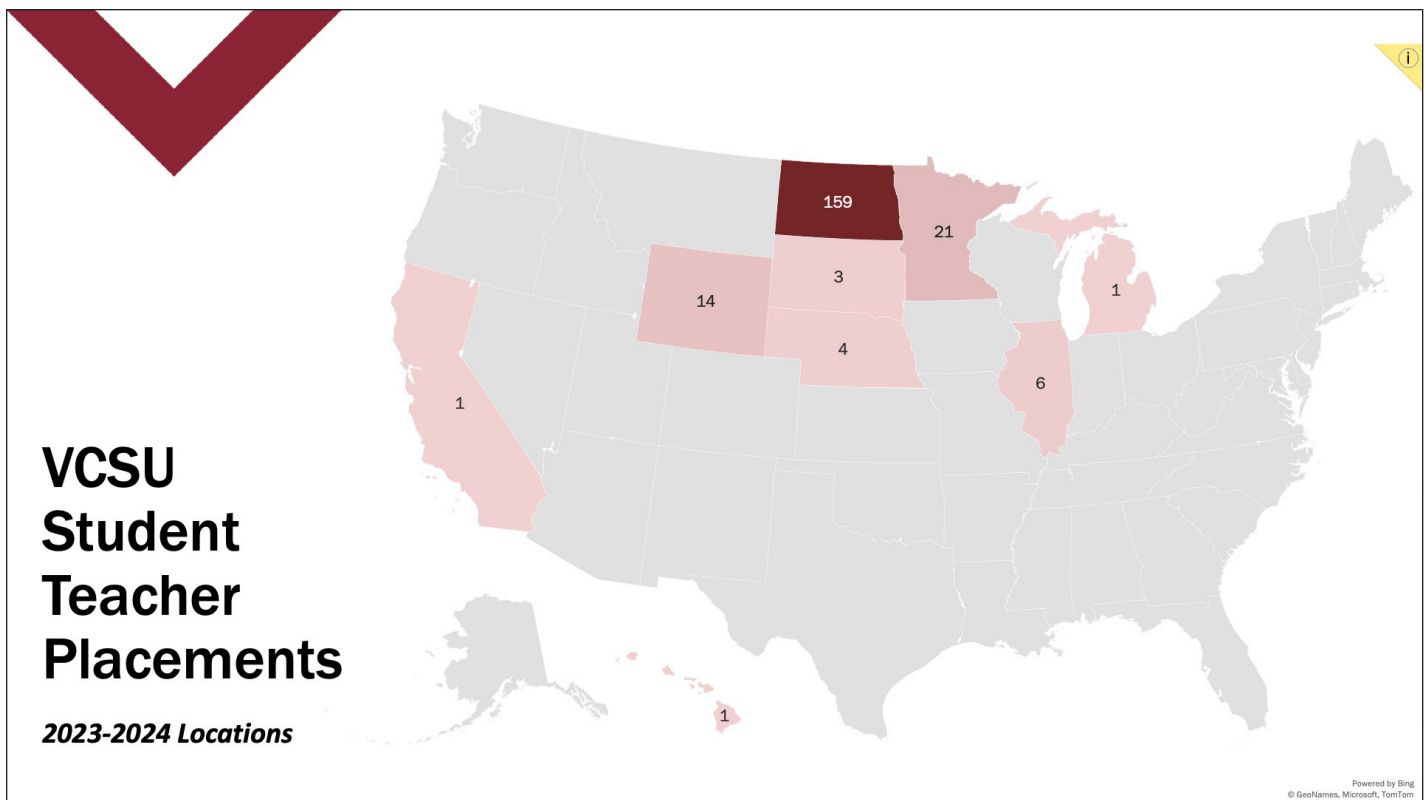 i
159
21
3
14
1
4
6
1
VCSU
Student
Teacher
Placements
1
2023-2024 Locations
Powered by Bing
© GeoNames, Microsoft, TomTom